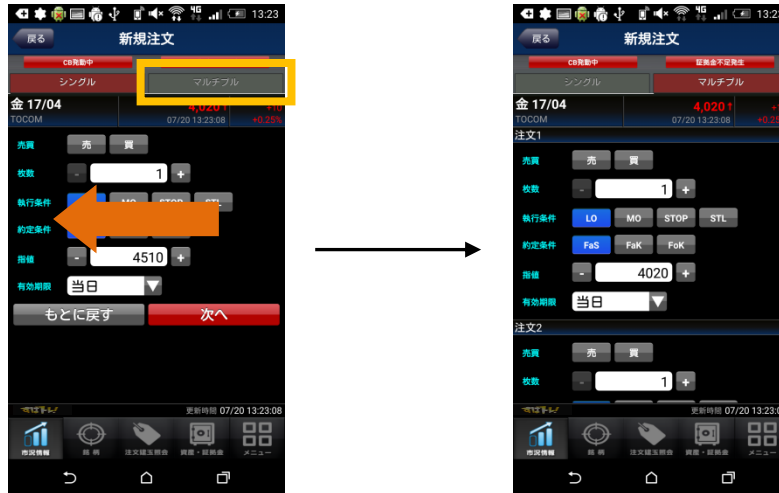 4G 13:23
戻る 新規注文
CB発動中
シングル マルチプル
金 17/04 4,020↑ +10
TOCOM 07/20 13:23:08 +0.25%
売買 売 買
枚数 - 1 +
執行条件 MO STOP STL
約定条件
指値 - 4510 +
有効期限 当日
もとに戻す 次へ
更新時間 07/20 13:23:08
市況情報 銘柄 注文建玉照会 資産・証拠金 メニュー
4G 13:23
戻る 新規注文
CB発動中 証拠金不足発生
シングル マルチプル
金 17/04 4,020↑
TOCOM 07/20 13:23:08 +0.25
注文1
売買 売 買
枚数 - 1 +
執行条件 LO MO STOP STL
約定条件 FaS FaK FoK
指値 - 4020 +
有効期限 当日
注文2
売買 売 買
枚数 - 1 +
更新時間 07/20 13:23:08
市況情報 銘柄 注文建玉照会 資産・証拠金 メニュー